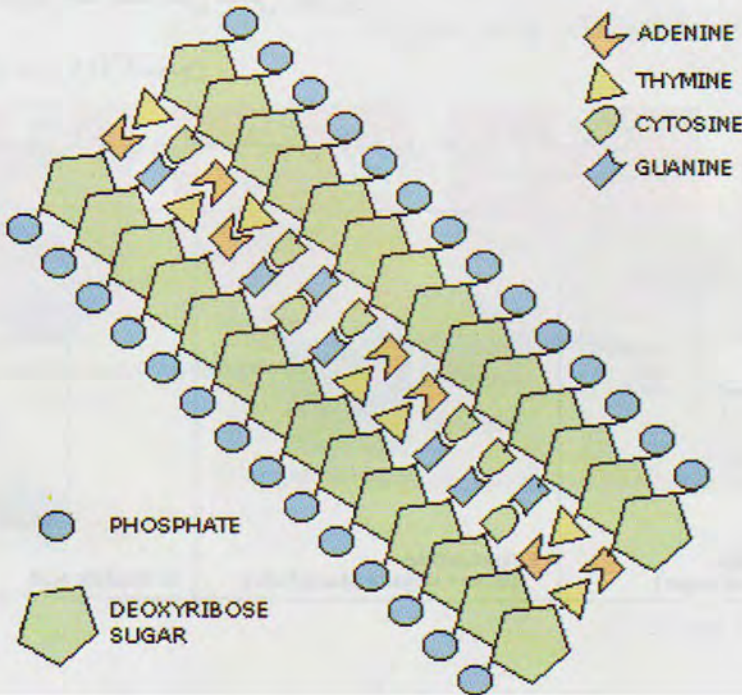 ADENINE
THYMINE
CYTOSINE
GUANINE
PHOSPHATE
DEOXYRIBOSE
SUGAR